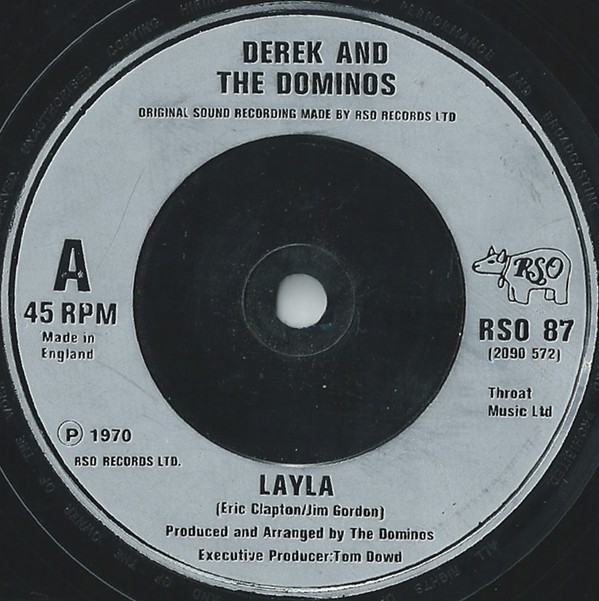 DEREK AND
THE DOMINOS
ORIGINAL SOUND RECORDING MADE BY RSO RECORDS LTD
A
45 RPM
Made in
England
RSO
RSO 87
(2090 572)
Throat
Music Ltd
℗ 1970
RSO RECORDS LTD.
LAYLA
(Eric Clapton/Jim Gordon)
Produced and Arranged by The Dominos
Executive Producer:Tom Dowd